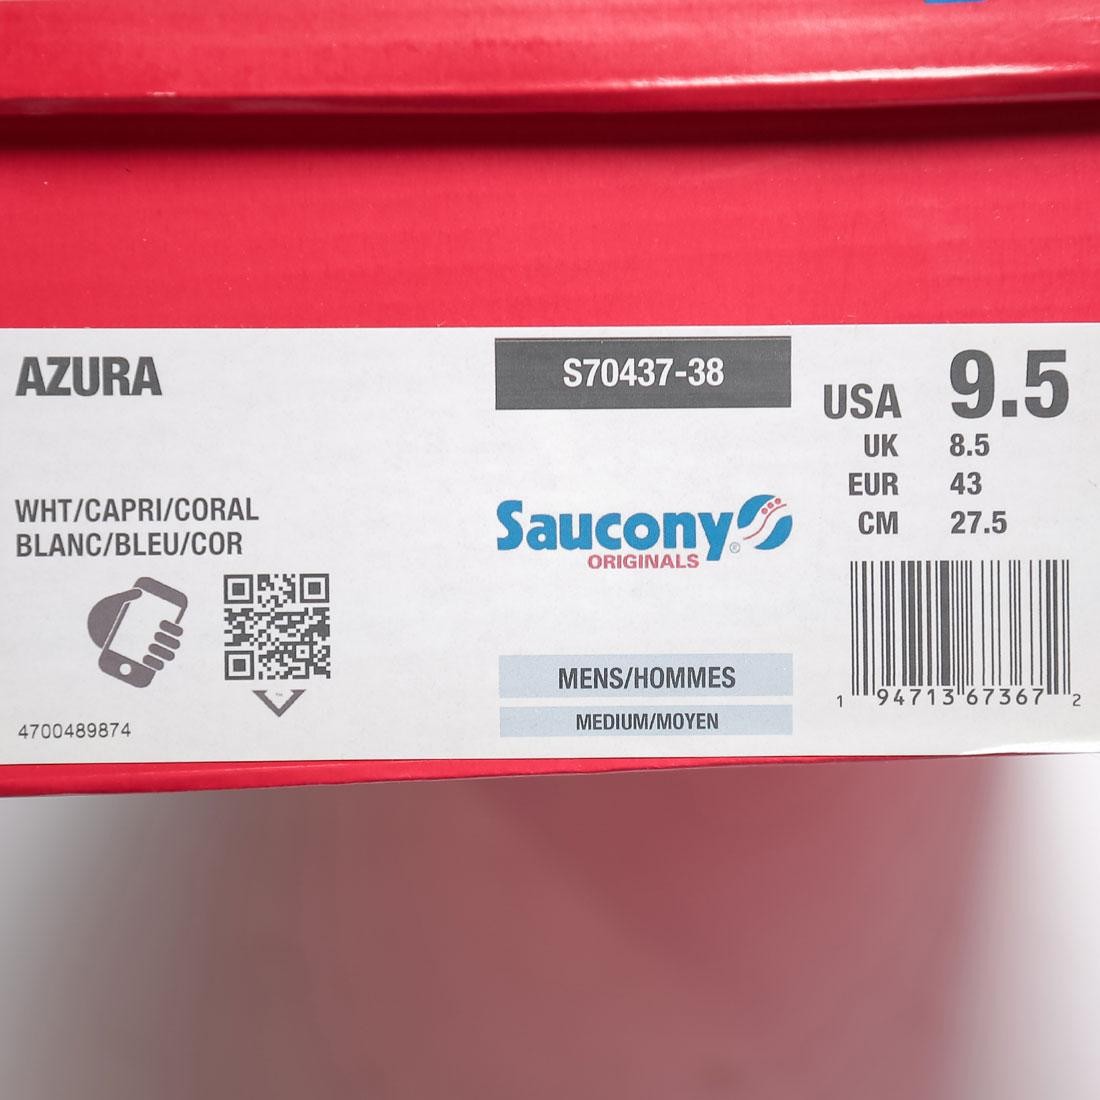 AZURA
S70437-38
USA 9.5
UK 8.5
EUR 43
CM 27.5
WHT/CAPRI/CORAL
BLANC/BLEU/COR
Saucony®
ORIGINALS
MENS/HOMMES
MEDIUM/MOYEN
1 94713 67367 2
4700489874